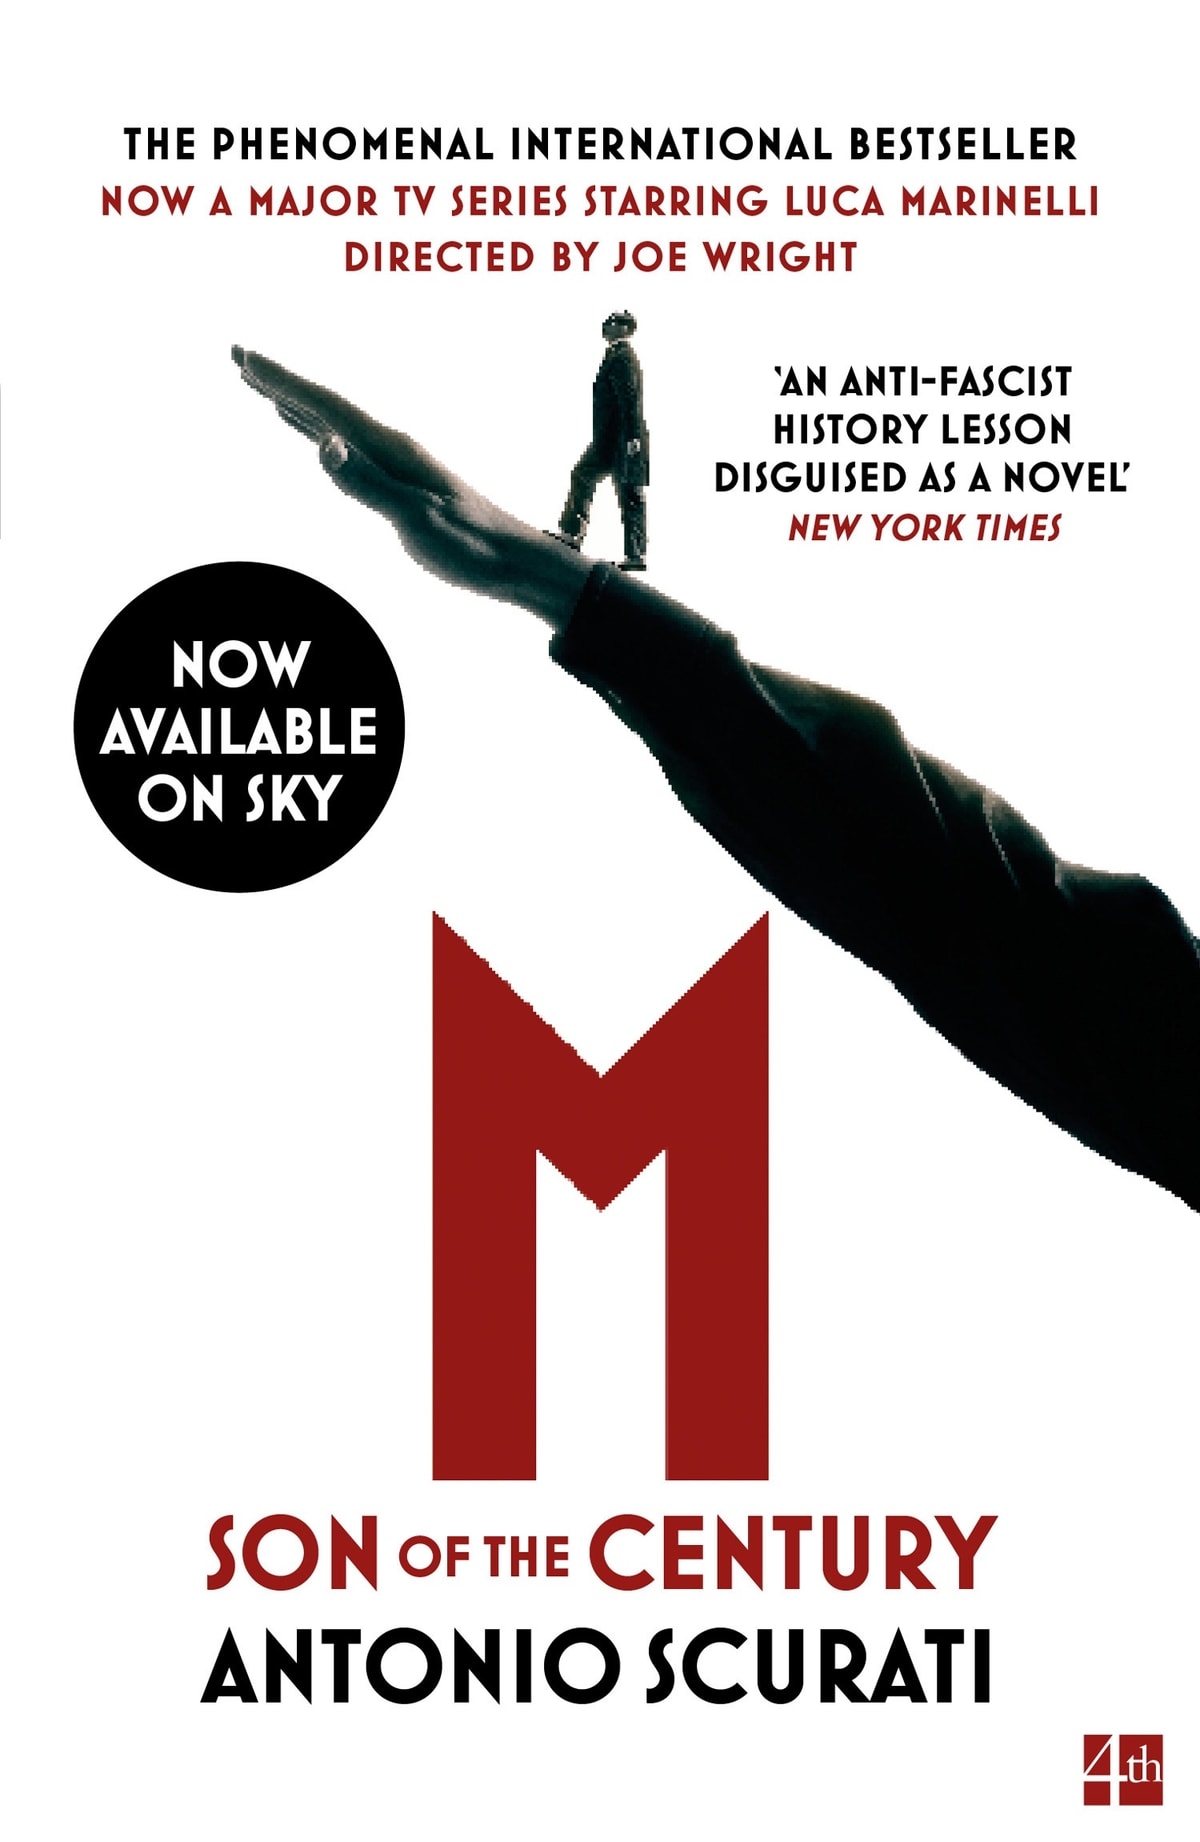 THE PHENOMENAL INTERNATIONAL BESTSELLER
NOW A MAJOR TV SERIES STARRING LUCA MARINELLI
DIRECTED BY JOE WRIGHT
‘AN ANTI-FASCIST
HISTORY LESSON
DISGUISED AS A NOVEL’
NEW YORK TIMES
NOW
AVAILABLE
ON SKY
M
SON OF THE CENTURY
ANTONIO SCURATI
4th